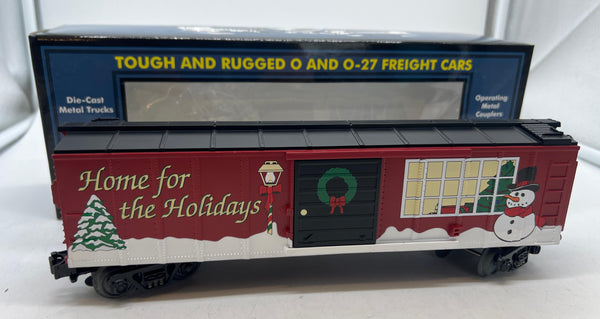 TOUGH AND RUGGED O AND O-27 FREIGHT CARS
Die-Cast
Metal Trucks
Operating
Metal
Couplers
Home for
the Holidays